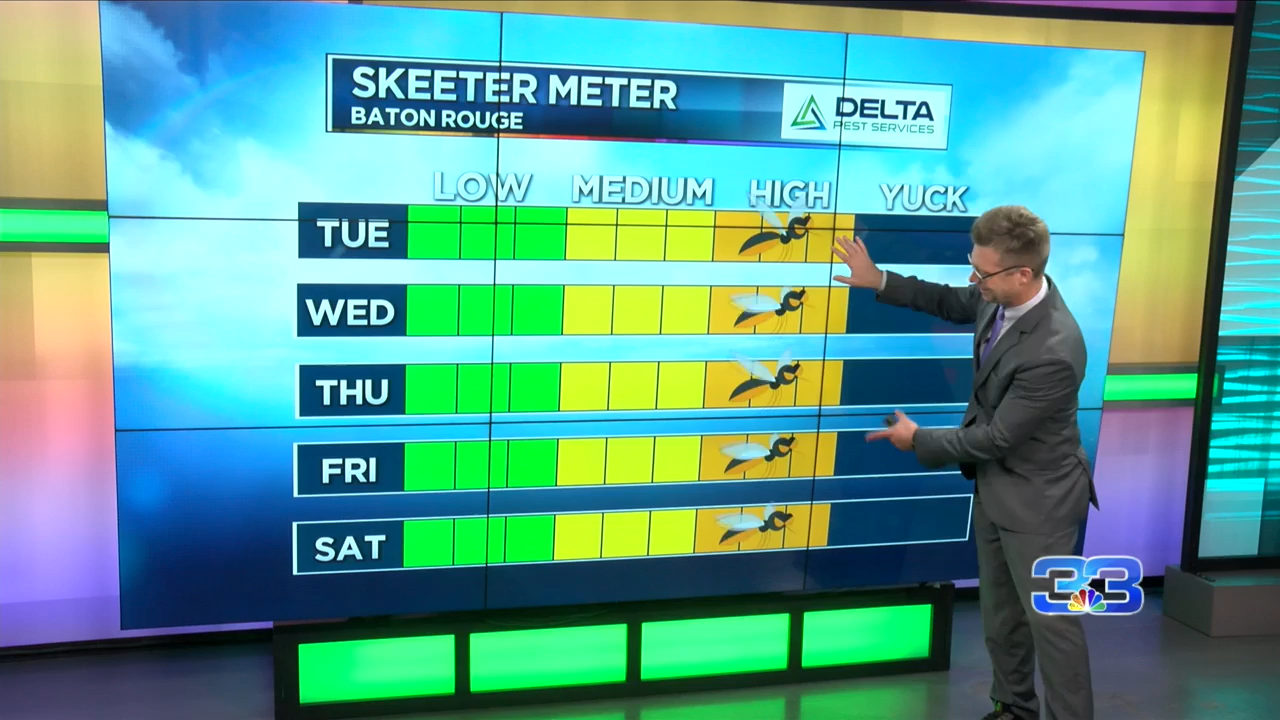 SKEETER METER
BATON ROUGE
DELTA
PEST SERVICES
LOW MEDIUM HIGH YUCK
TUE
WED
THU
FRI
SAT
33